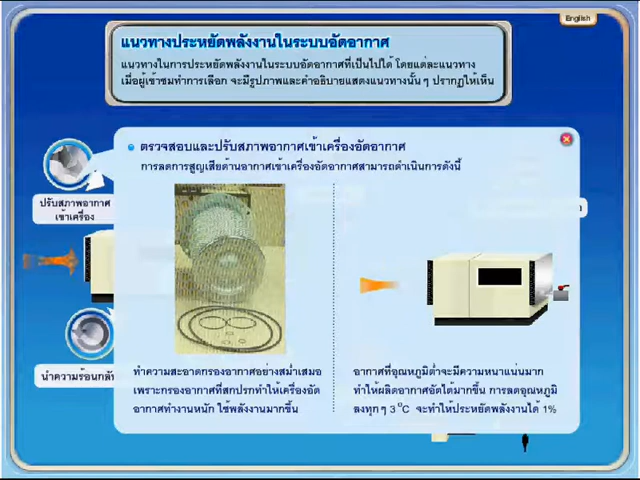 English
แนวทางประหยัดพลังงานในระบบอัดอากาศ
แนวทางในการประหยัดพลังงานในระบบอัดอากาศที่เป็นไปได้ โดยแต่ละแนวทาง
เมื่อผู้เข้าชมทำการเลือก จะมีรูปภาพและคำอธิบายแสดงแนวทางนั้น ๆ ปรากฏให้เห็น
ตรวจสอบและปรับสภาพอากาศเข้าเครื่องอัดอากาศ
การลดการสูญเสียด้านอากาศเข้าเครื่องอัดอากาศสามารถดำเนินการดังนี้
ปรับสภาพอากาศ
เข้าเครื่อง
นำความร้อนกลับ
ทำความสะอาดกรองอากาศอย่างสม่ำเสมอ
เพราะกรองอากาศที่สกปรกทำให้เครื่องอัด
อากาศทำงานหนัก ใช้พลังงานมากขึ้น
อากาศที่อุณหภูมิต่ำจะมีความหนาแน่นมาก
ทำให้ผลิตอากาศอัดได้มากขึ้น การลดอุณหภูมิ
ลงทุก ๆ 3 °C จะทำให้ประหยัดพลังงานได้ 1%